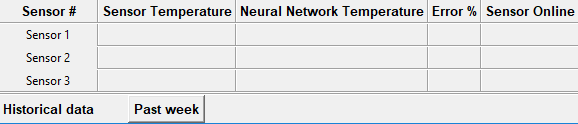 Sensor # Sensor Temperature Neural Network Temperature Error % Sensor Online
Sensor 1
Sensor 2
Sensor 3
Historical data Past week